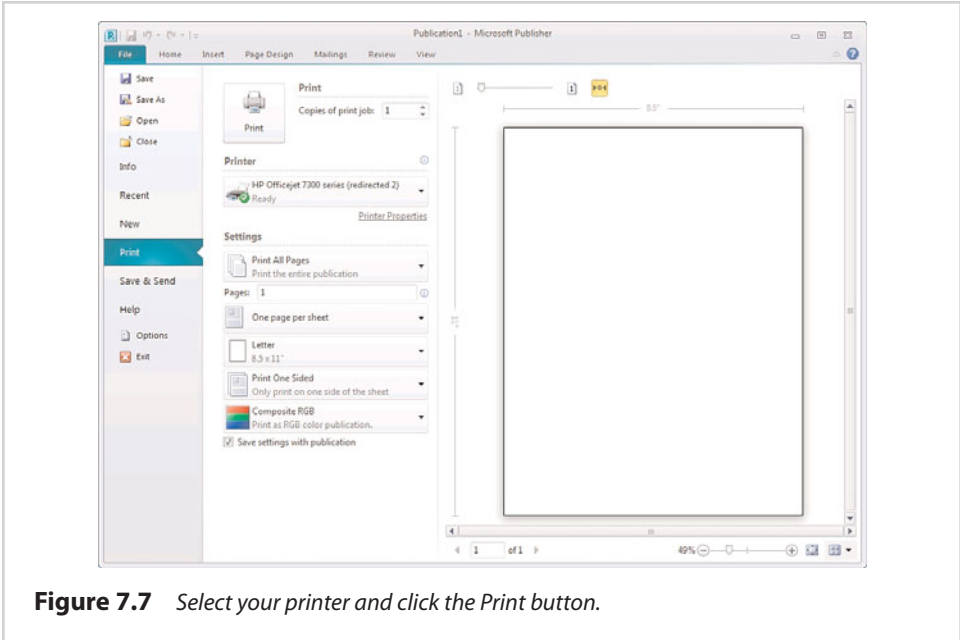 Publication1 - Microsoft Publisher
File Home Insert Page Design Mailings Review View
Save
Save As
Open
Close
Info
Recent
New
Print
Save & Send
Help
Options
Exit
Print
Print
Copies of print job: 1
Printer
HP Officejet 7300 series (redirected 2)
Ready
Printer Properties
Settings
Print All Pages
Print the entire publication
Pages: 1
One page per sheet
Letter
8.5 x 11"
Print One Sided
Only print on one side of the sheet
Composite RGB
Print as RGB color publication.
Save settings with publication
1 1
8.5"
11"
1 of 1
49%
Figure 7.7 Select your printer and click the Print button.